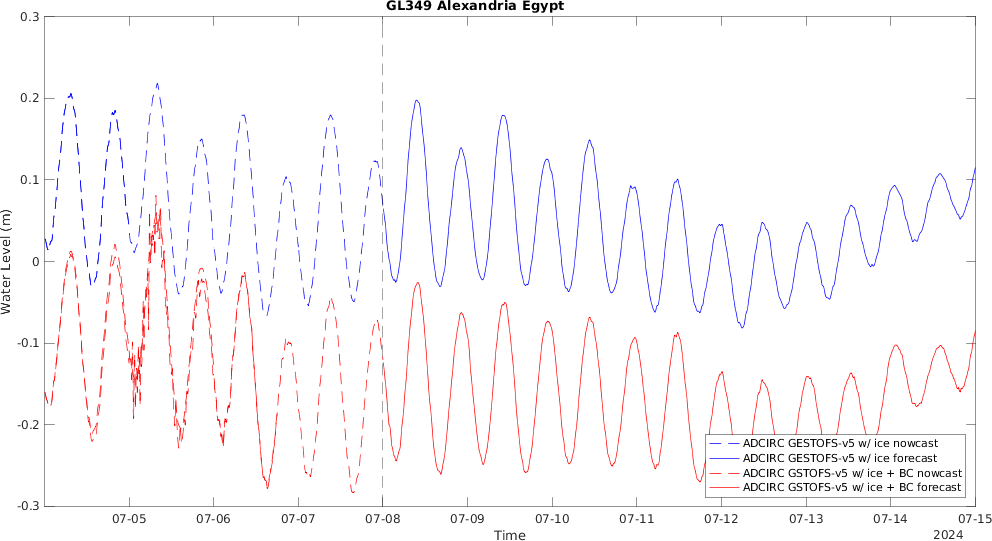 GL349 Alexandria Egypt
Water Level (m)
0.3
0.2
0.1
0
-0.1
-0.2
-0.3
ADCIRC GESTOFS-v5 w/ ice nowcast
ADCIRC GESTOFS-v5 w/ ice forecast
ADCIRC GSTOFS-v5 w/ ice + BC nowcast
ADCIRC GSTOFS-v5 w/ ice + BC forecast
07-05 07-06 07-07 07-08 07-09 07-10 07-11 07-12 07-13 07-14 07-15
Time
2024